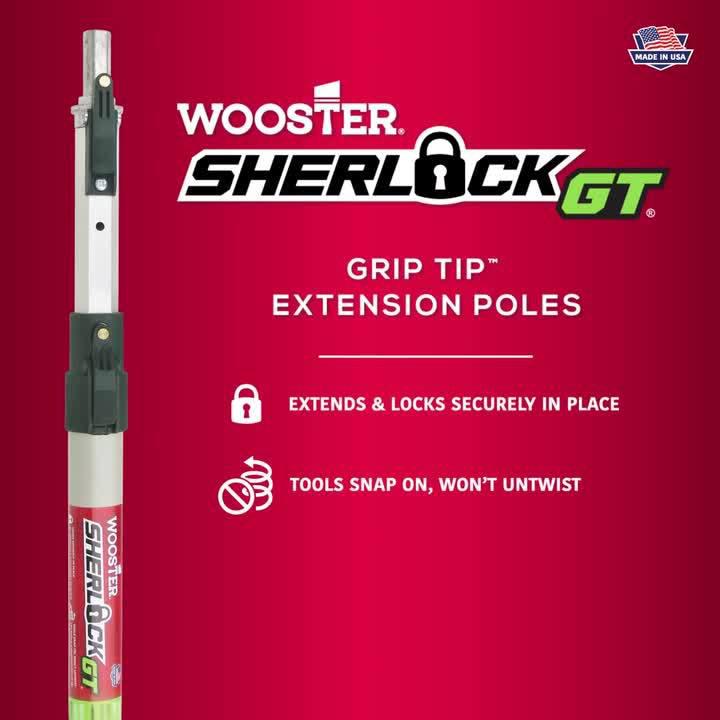 MADE IN USA
WOOSTER®
SHERLOCK GT®
GRIP TIP™
EXTENSION POLES
EXTENDS & LOCKS SECURELY IN PLACE
TOOLS SNAP ON, WON'T UNTWIST
WOOSTER
SHERLOCK GT